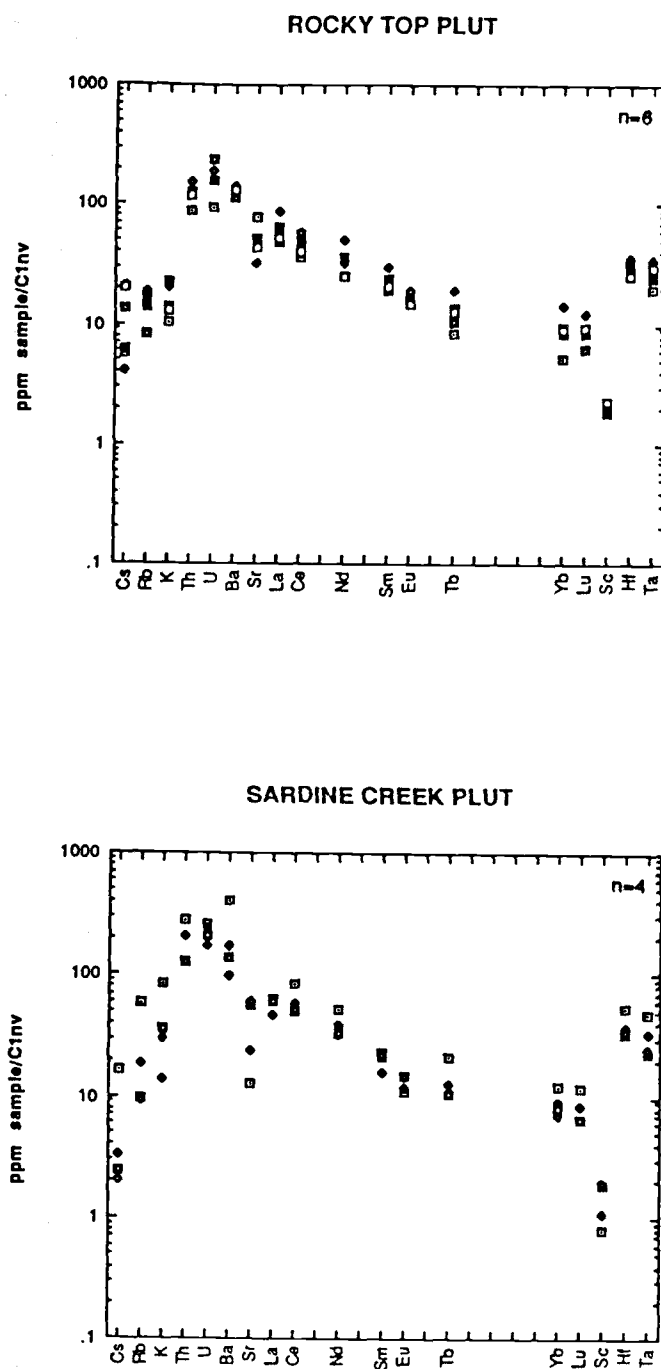 ROCKY TOP PLUT
1000
n=6
100
10
1
.1
ppm sample/C1nv
Cs Rb K Th U Ba Sr La Ce Nd Sm Eu Tb Yb Lu Sc Hf Ta
SARDINE CREEK PLUT
1000
n=4
100
10
1
.1
ppm sample/C1nv
Cs Rb K Th U Ba Sr La Ce Nd Sm Eu Tb Yb Lu Sc Hf Ta